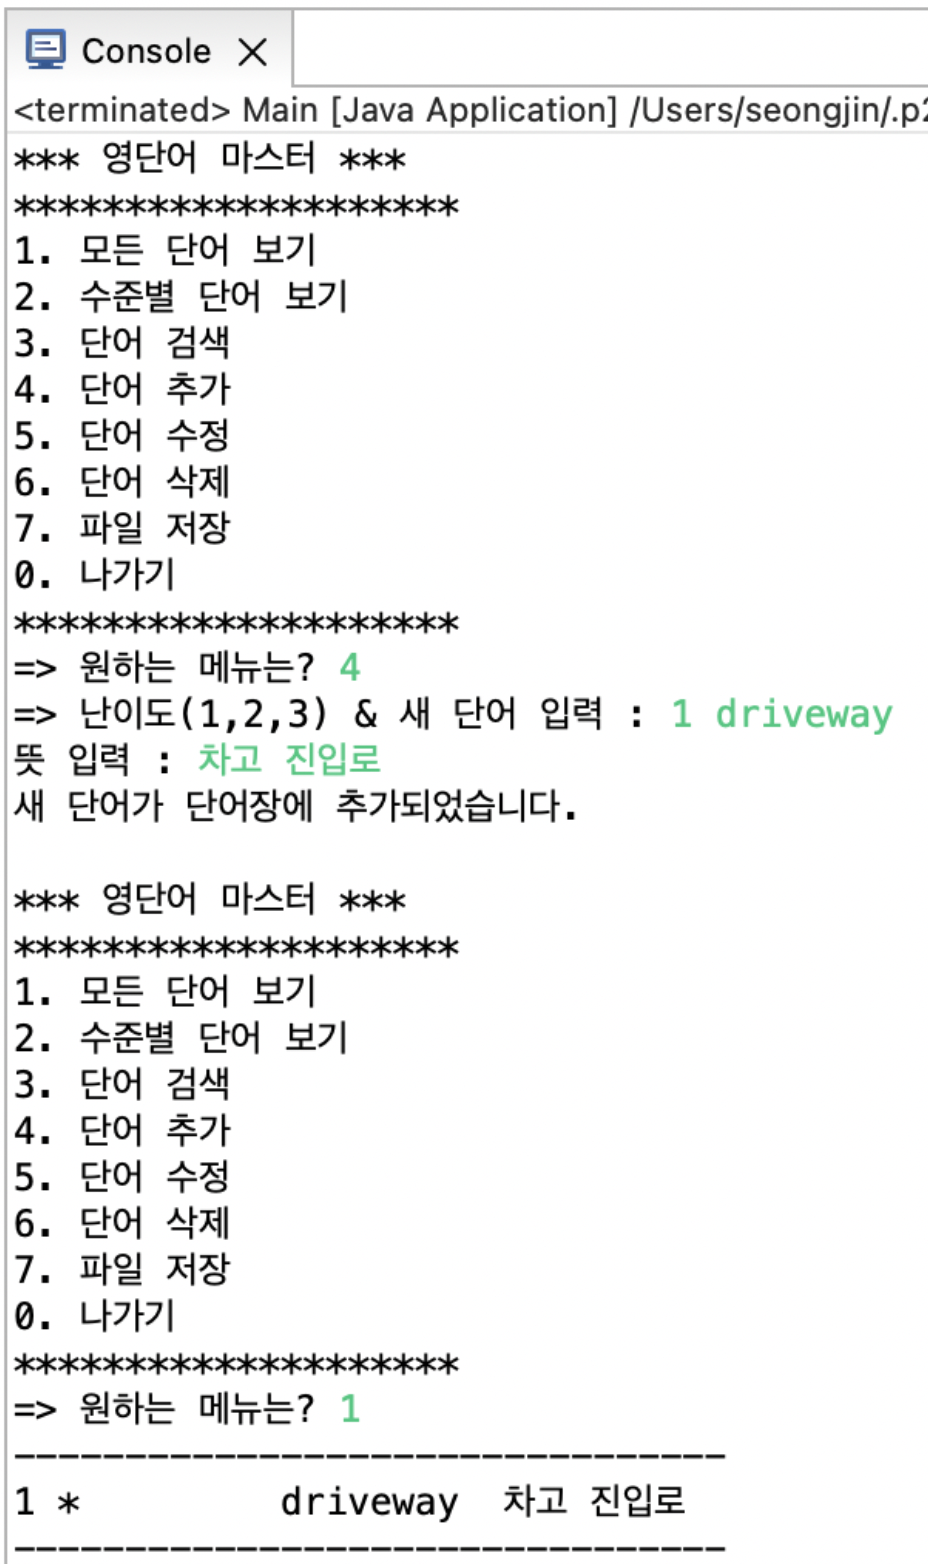 Console
<terminated> Main [Java Application] /Users/seongjin/.p2
*** 영단어 마스터 ***
********************
1. 모든 단어 보기
2. 수준별 단어 보기
3. 단어 검색
4. 단어 추가
5. 단어 수정
6. 단어 삭제
7. 파일 저장
0. 나가기
********************
=> 원하는 메뉴는? 4
=> 난이도(1,2,3) & 새 단어 입력 : 1 driveway
뜻 입력 : 차고 진입로
새 단어가 단어장에 추가되었습니다.
*** 영단어 마스터 ***
********************
1. 모든 단어 보기
2. 수준별 단어 보기
3. 단어 검색
4. 단어 추가
5. 단어 수정
6. 단어 삭제
7. 파일 저장
0. 나가기
********************
=> 원하는 메뉴는? 1
--------------------------------
1 *         driveway  차고 진입로
--------------------------------